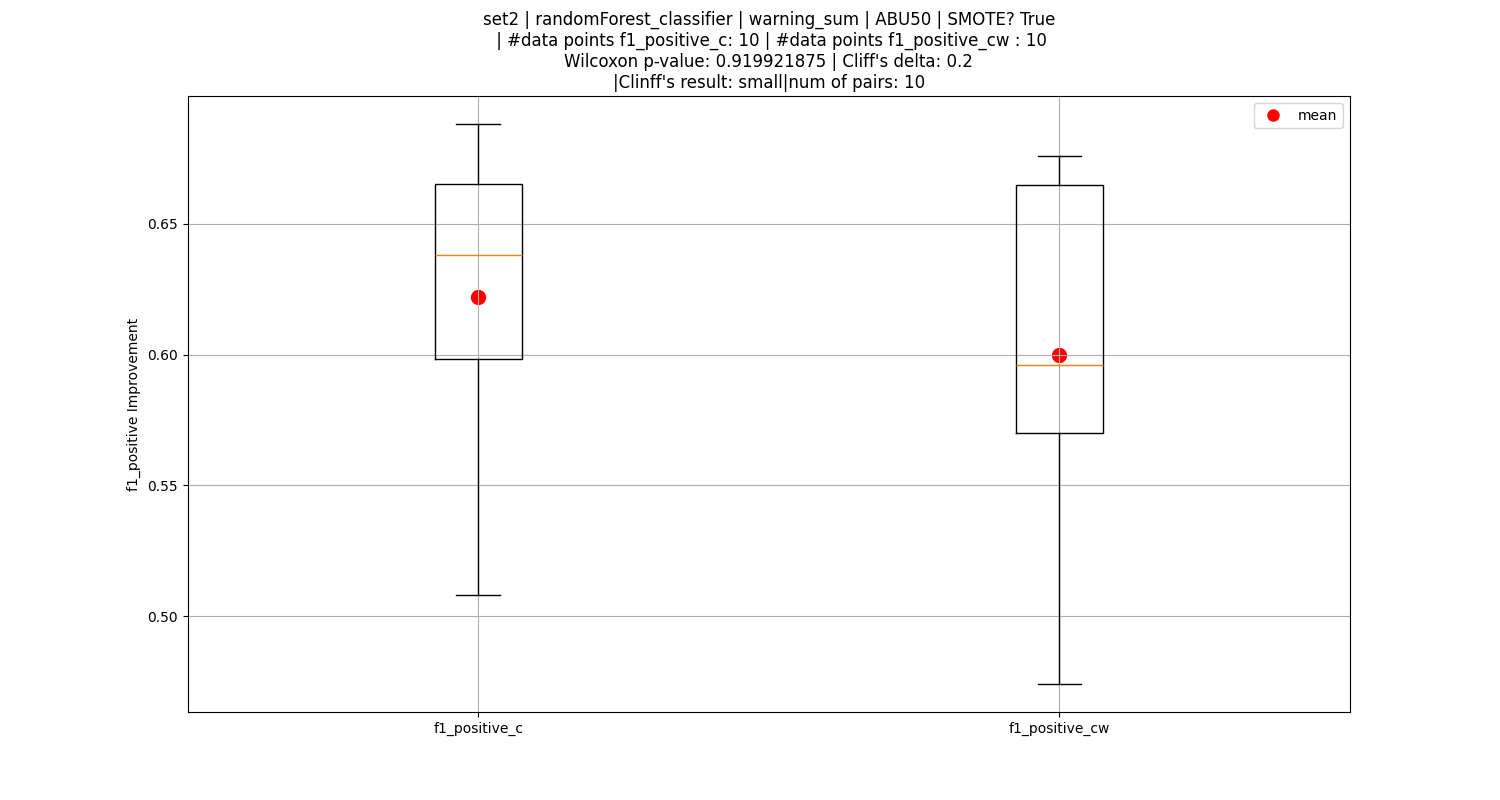 set2 | randomForest_classifier | warning_sum | ABU50 | SMOTE? True
| #data points f1_positive_c: 10 | #data points f1_positive_cw : 10
Wilcoxon p-value: 0.919921875 | Cliff's delta: 0.2
|Clinff's result: small|num of pairs: 10
mean
f1_positive Improvement
0.65
0.60
0.55
0.50
f1_positive_c
f1_positive_cw